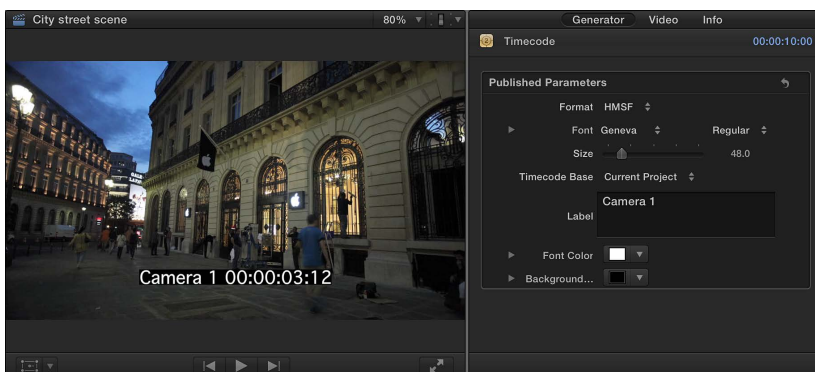 City street scene
80%
Camera 1 00:00:03:12
Generator Video Info
Timecode 00:00:10:00
Published Parameters
Format HMSF
Font Geneva Regular
Size 48.0
Timecode Base Current Project
Label Camera 1
Font Color
Background...